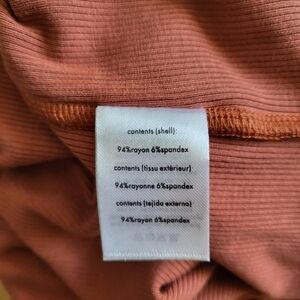 contents (shell):
94%rayon 6%spandex
contents (tissu extérieur):
94%rayonne 6%spandex
contents (tejido externo)
94%rayon 6%spandex